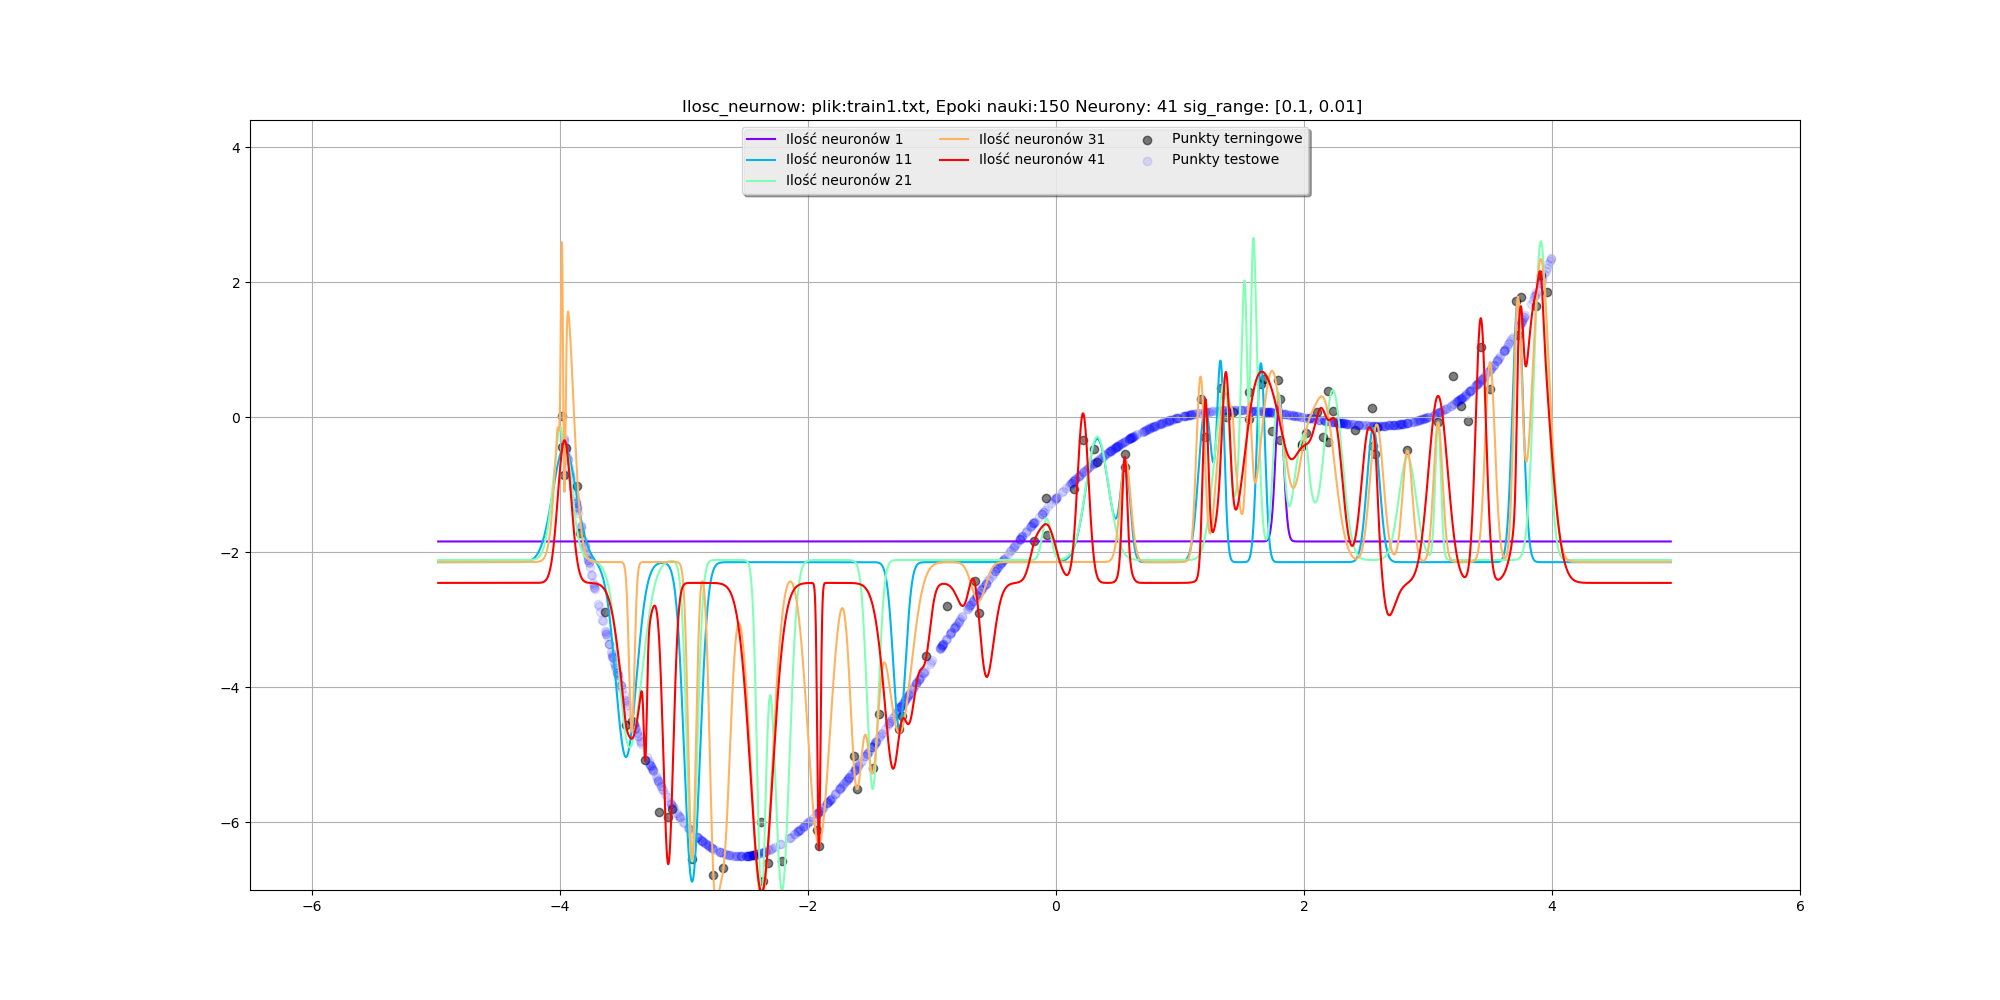 Ilosc_neurnow: plik:train1.txt, Epoki nauki:150 Neurony: 41 sig_range: [0.1, 0.01]
Ilość neuronów 1
Ilość neuronów 11
Ilość neuronów 21
Ilość neuronów 31
Ilość neuronów 41
Punkty terningowe
Punkty testowe
4
2
0
−2
−4
−6
−6
−4
−2
0
2
4
6